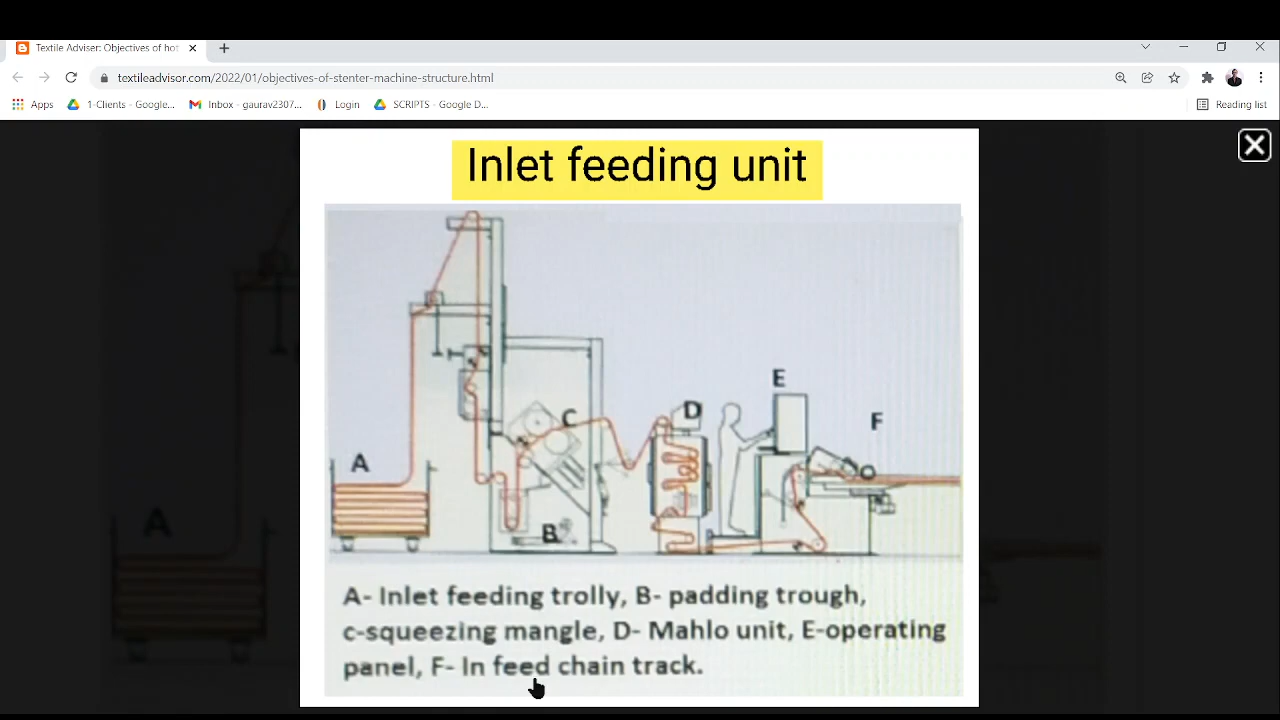 Textile Adviser: Objectives of hot
textileadvisor.com/2022/01/objectives-of-stenter-machine-structure.html
Apps 1-Clients - Google... Inbox - gaurav2307... Login SCRIPTS - Google D... Reading list
Inlet feeding unit
E
D
F
C
A
B
A
A- Inlet feeding trolly, B- padding trough,
c-squeezing mangle, D- Mahlo unit, E-operating
panel, F- In feed chain track.